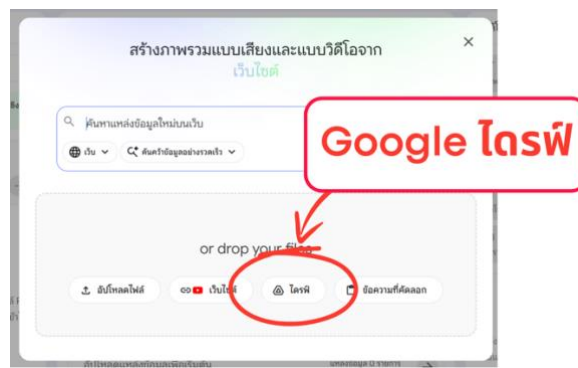 สร้างภาพรวมแบบเสียงและแบบวิดีโอจาก
เว็บไซต์
ค้นหาแหล่งข้อมูลใหม่บนเว็บ
เว็บ
ค้นคว้าข้อมูลอย่างรวดเร็ว
Google ไดรฟ์
or drop your files
อัปโหลดไฟล์
เว็บไซต์
ไดรฟ์
ข้อความที่คัดลอก